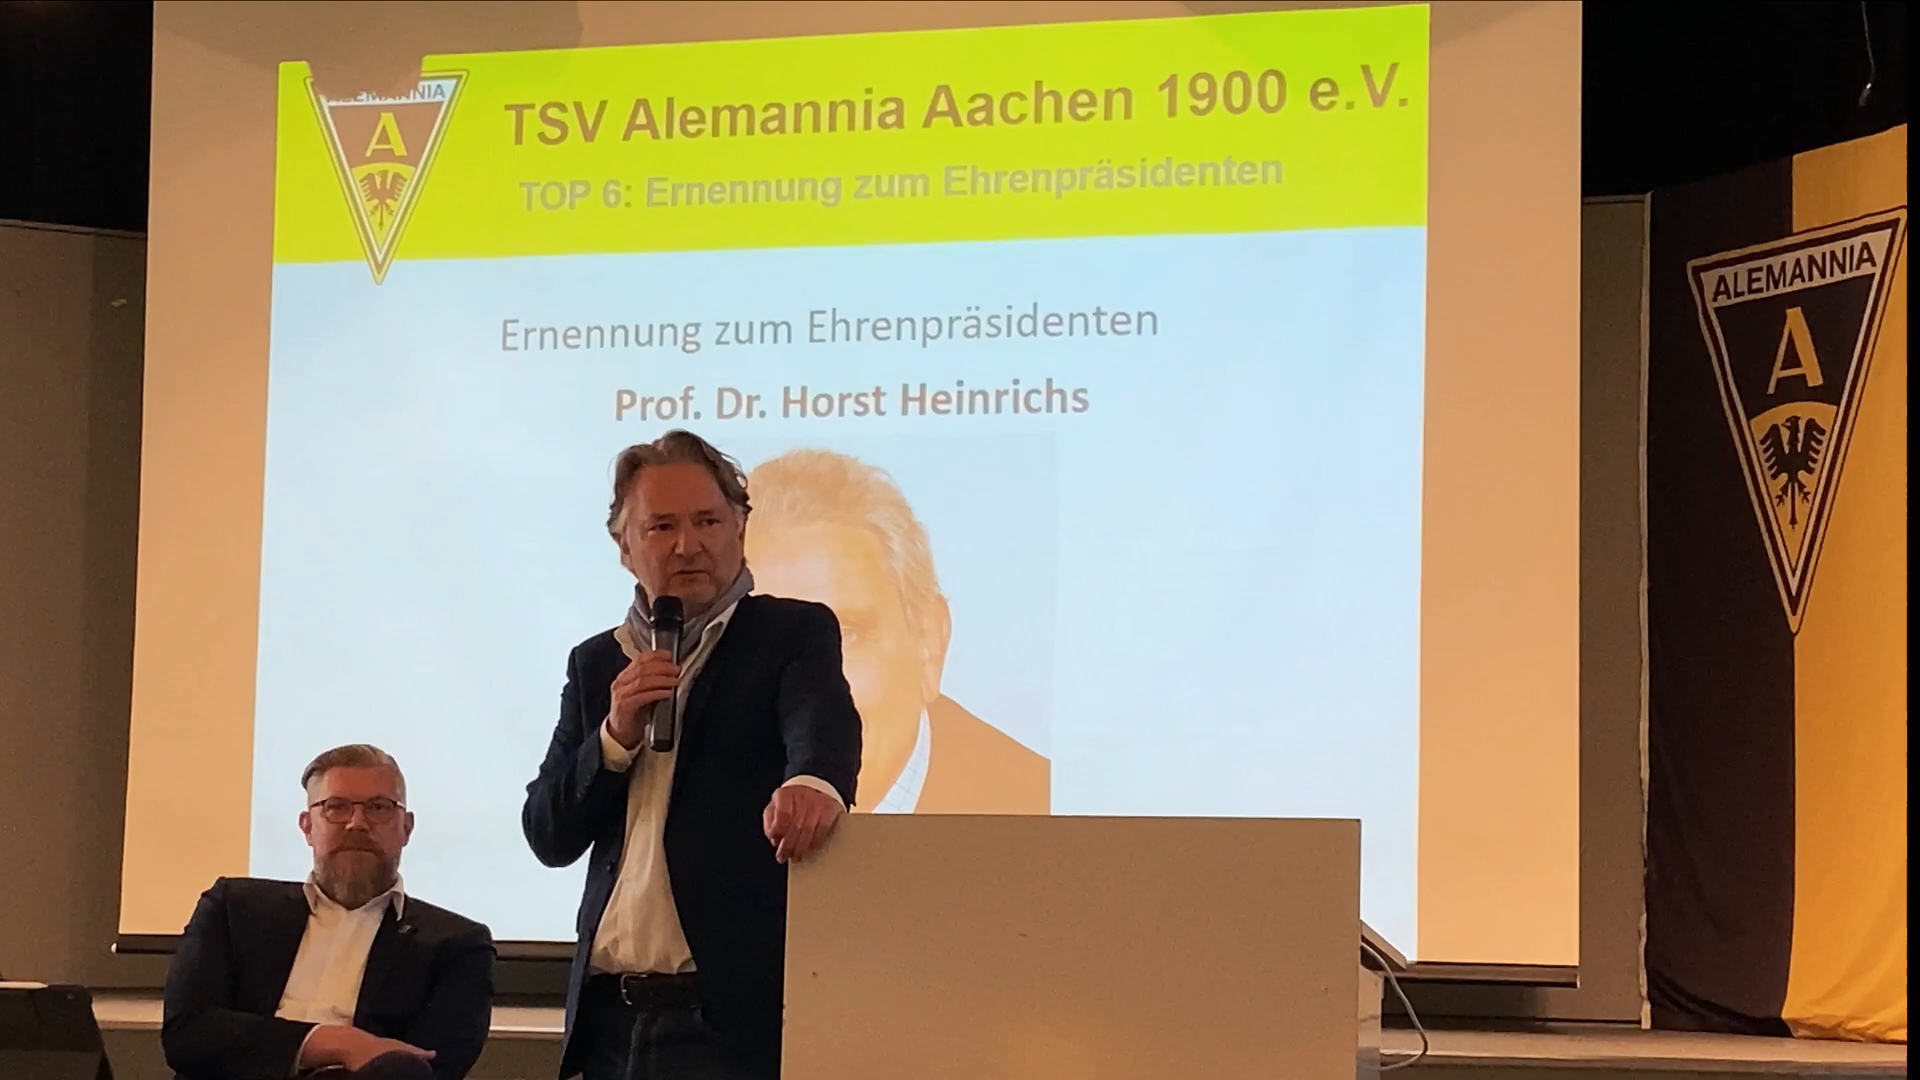 ALEMANNIA
A
TSV Alemannia Aachen 1900 e.V.
TOP 6: Ernennung zum Ehrenpräsidenten
Ernennung zum Ehrenpräsidenten
Prof. Dr. Horst Heinrichs
ALEMANNIA
A